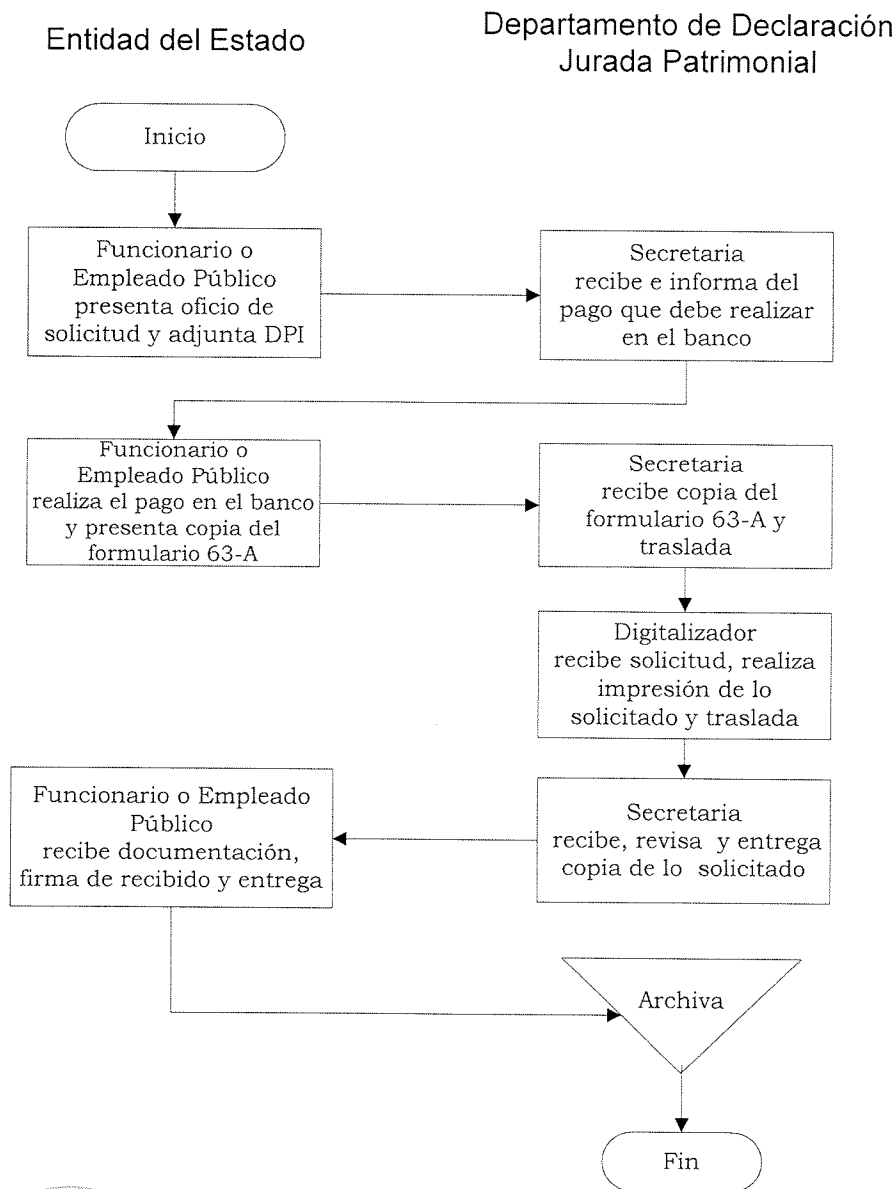 Entidad del Estado
Departamento de Declaración
Jurada Patrimonial
Inicio
Funcionario o
Empleado Público
presenta oficio de
solicitud y adjunta DPI
Secretaria
recibe e informa del
pago que debe realizar
en el banco
Funcionario o
Empleado Público
realiza el pago en el banco
y presenta copia del
formulario 63-A
Secretaria
recibe copia del
formulario 63-A y
traslada
Digitalizador
recibe solicitud, realiza
impresión de lo
solicitado y traslada
Secretaria
recibe, revisa y entrega
copia de lo solicitado
Funcionario o Empleado
Público
recibe documentación,
firma de recibido y entrega
Archiva
Fin